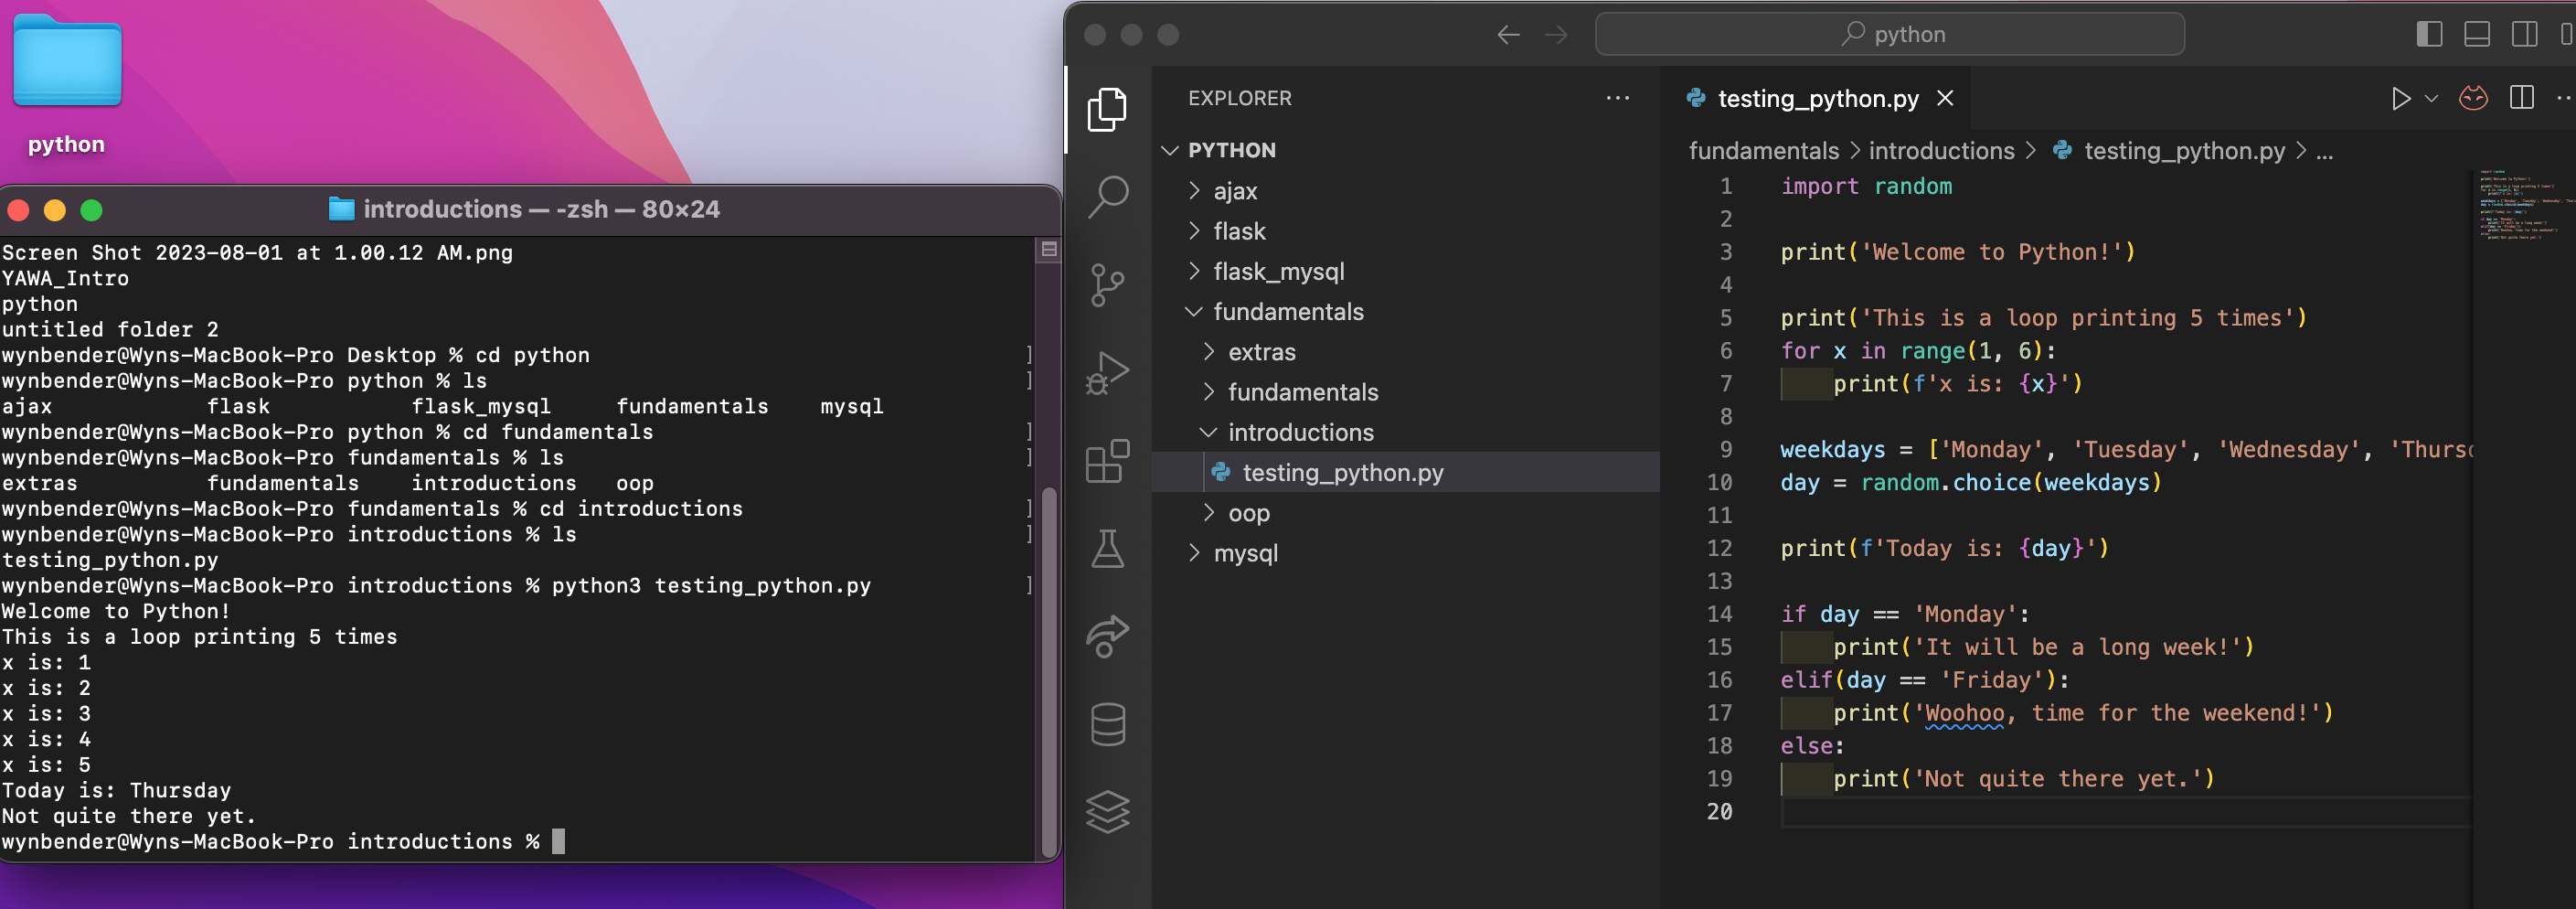 python
introductions — -zsh — 80×24
Screen Shot 2023-08-01 at 1.00.12 AM.png
YAWA_Intro
python
untitled folder 2
wynbender@Wyns-MacBook-Pro Desktop % cd python
wynbender@Wyns-MacBook-Pro python % ls
ajax flask flask_mysql fundamentals mysql
wynbender@Wyns-MacBook-Pro python % cd fundamentals
wynbender@Wyns-MacBook-Pro fundamentals % ls
extras fundamentals introductions oop
wynbender@Wyns-MacBook-Pro fundamentals % cd introductions
wynbender@Wyns-MacBook-Pro introductions % ls
testing_python.py
wynbender@Wyns-MacBook-Pro introductions % python3 testing_python.py
Welcome to Python!
This is a loop printing 5 times
x is: 1
x is: 2
x is: 3
x is: 4
x is: 5
Today is: Thursday
Not quite there yet.
wynbender@Wyns-MacBook-Pro introductions %
python
EXPLORER
PYTHON
ajax
flask
flask_mysql
fundamentals
extras
fundamentals
introductions
testing_python.py
oop
mysql
testing_python.py
fundamentals > introductions > testing_python.py > ...
1 import random
2
3 print('Welcome to Python!')
4
5 print('This is a loop printing 5 times')
6 for x in range(1, 6):
7 print(f'x is: {x}')
8
9 weekdays = ['Monday', 'Tuesday', 'Wednesday', 'Thurs
10 day = random.choice(weekdays)
11
12 print(f'Today is: {day}')
13
14 if day == 'Monday':
15 print('It will be a long week!')
16 elif(day == 'Friday'):
17 print('Woohoo, time for the weekend!')
18 else:
19 print('Not quite there yet.')
20